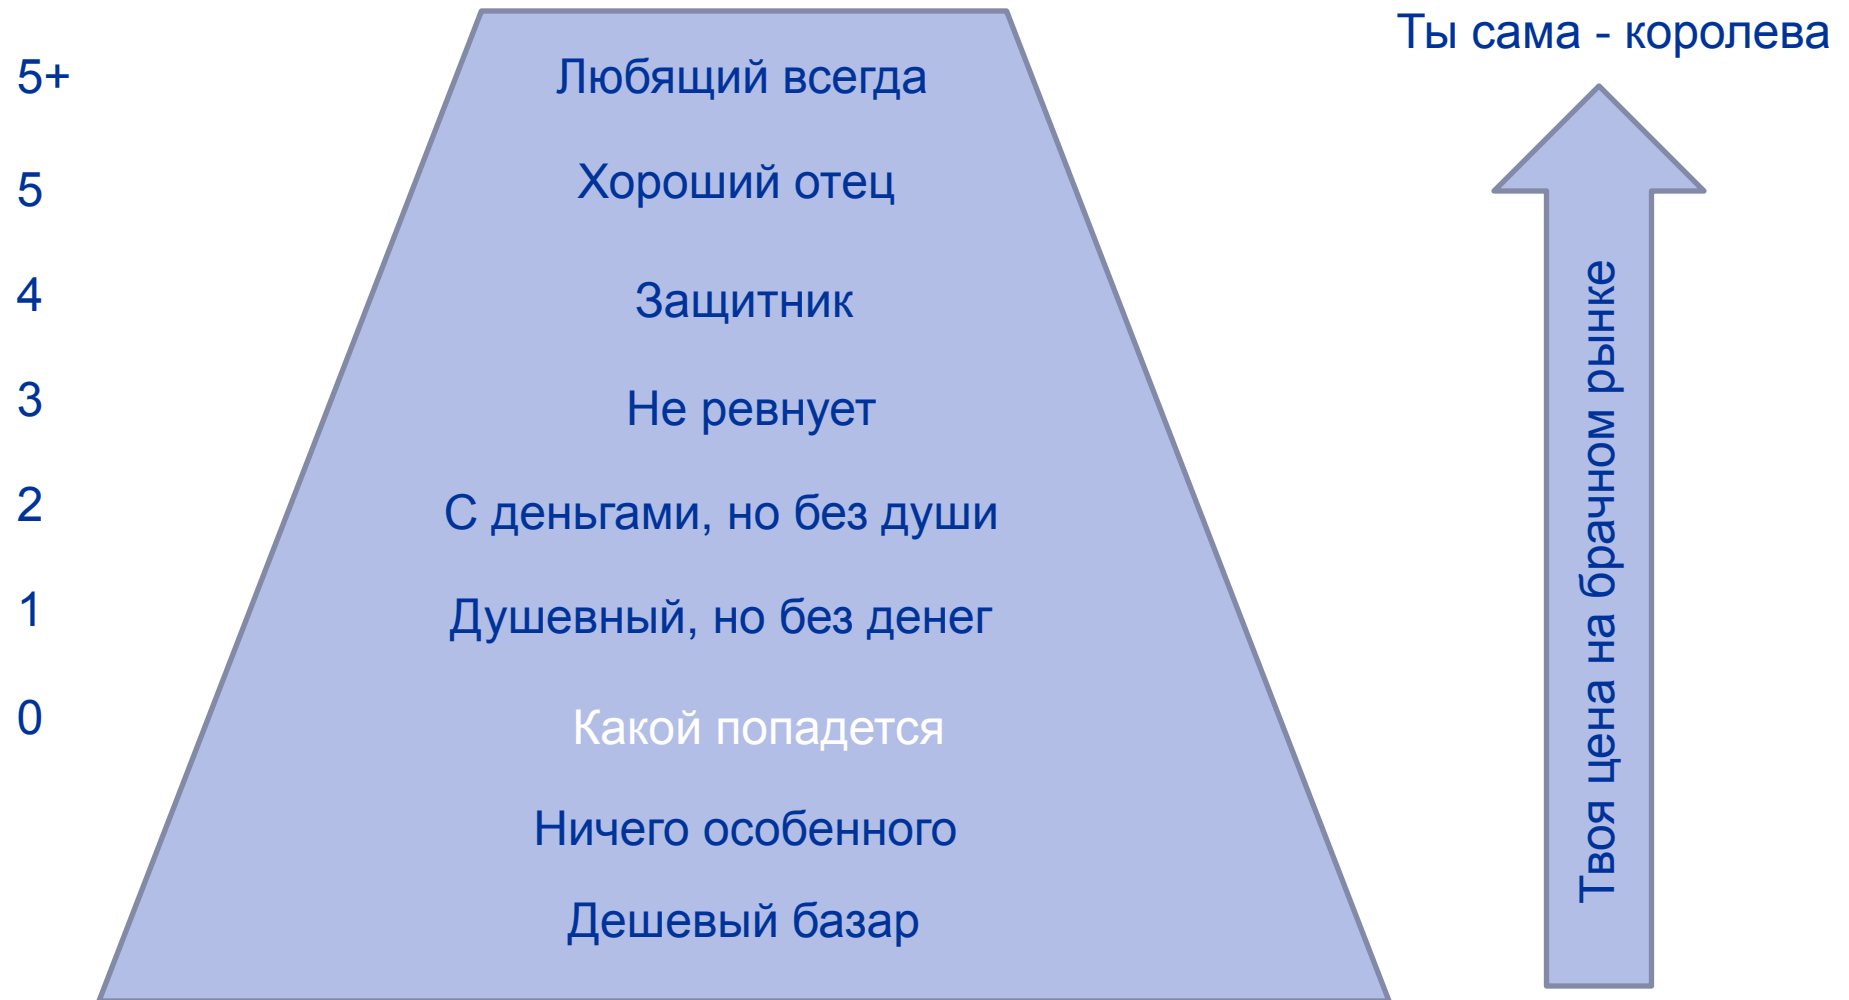 Ты сама - королева
5+
Любящий всегда
5
Хороший отец
4
Защитник
3
Не ревнует
2
С деньгами, но без души
1
Душевный, но без денег
0
Какой попадется
Ничего особенного
Дешевый базар
Твоя цена на брачном рынке